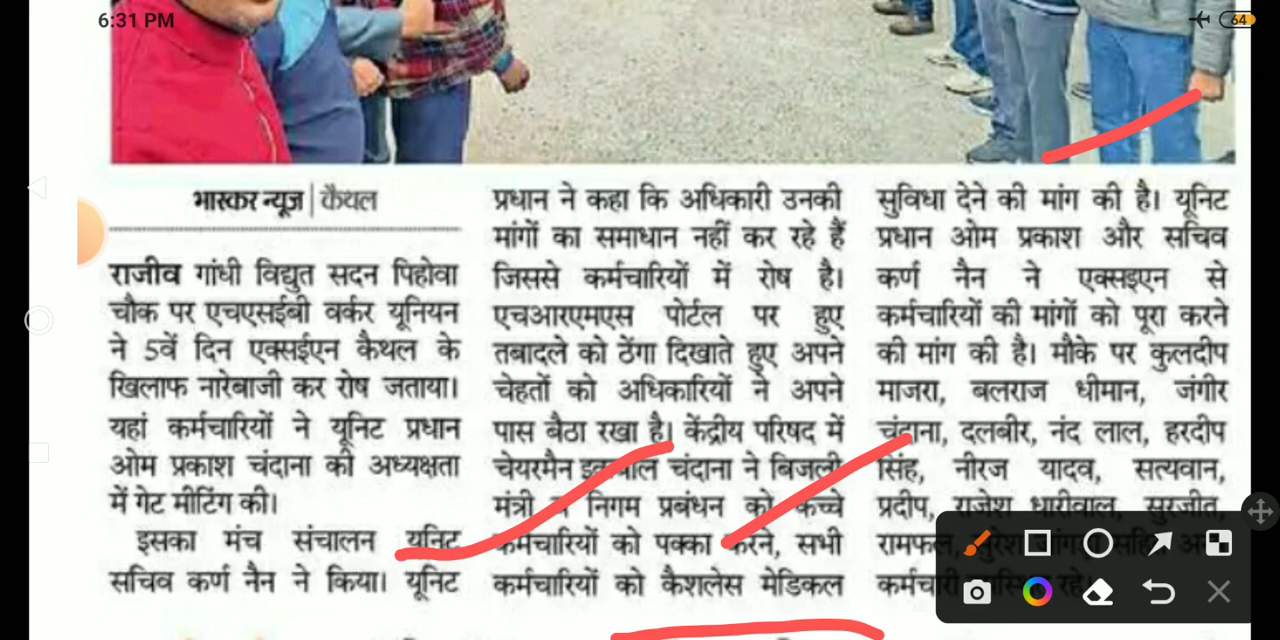 6:31 PM
64
भास्कर न्यूज | कैथल
राजीव गांधी विद्युत सदन पिहोवा
चौक पर एचएसईबी वर्कर यूनियन
ने 5वें दिन एक्सईएन कैथल के
खिलाफ नारेबाजी कर रोष जताया।
यहां कर्मचारियों ने यूनिट प्रधान
ओम प्रकाश चंदाना की अध्यक्षता
में गेट मीटिंग की।
इसका मंच संचालन यूनिट
सचिव कर्ण नैन ने किया। यूनिट
प्रधान ने कहा कि अधिकारी उनकी
मांगों का समाधान नहीं कर रहे हैं
जिससे कर्मचारियों में रोष है।
एचआरएमएस पोर्टल पर हुए
तबादले को ठेंगा दिखाते हुए अपने
चेहतों को अधिकारियों ने अपने
पास बैठा रखा है। केंद्रीय परिषद में
चेयरमैन चंदाना ने बिजली
मंत्री व निगम प्रबंधन को कच्चे
कर्मचारियों को पक्का करने, सभी
कर्मचारियों को कैशलेस मेडिकल
सुविधा देने की मांग की है। यूनिट
प्रधान ओम प्रकाश और सचिव
कर्ण नैन ने एक्सइएन से
कर्मचारियों की मांगों को पूरा करने
की मांग की है। मौके पर कुलदीप
माजरा, बलराज धीमान, जंगीर
चंदाना, दलबीर, नंद लाल, हरदीप
सिंह, नीरज यादव, सत्यवान,
प्रदीप, राजेश धारीवाल, सुरजीत,
रामफल,